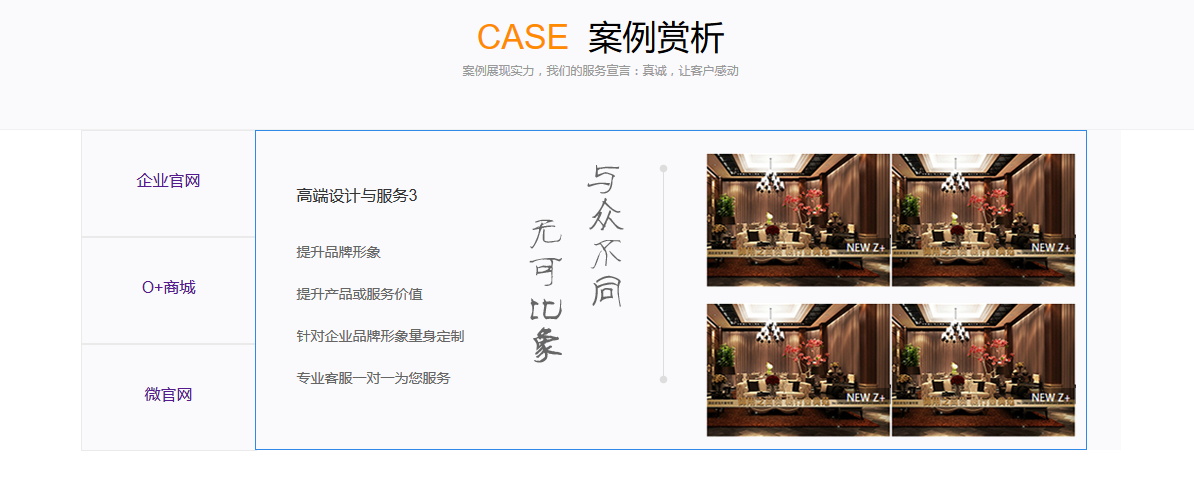 CASE 案例赏析
案例展现实力，我们的服务宣言：真诚，让客户感动
企业官网
O+商城
微官网
高端设计与服务3
提升品牌形象
提升产品或服务价值
针对企业品牌形象量身定制
专业客服一对一为您服务
与众不同
无可比象
NEW Z+
NEW Z+
NEW Z+
NEW Z+